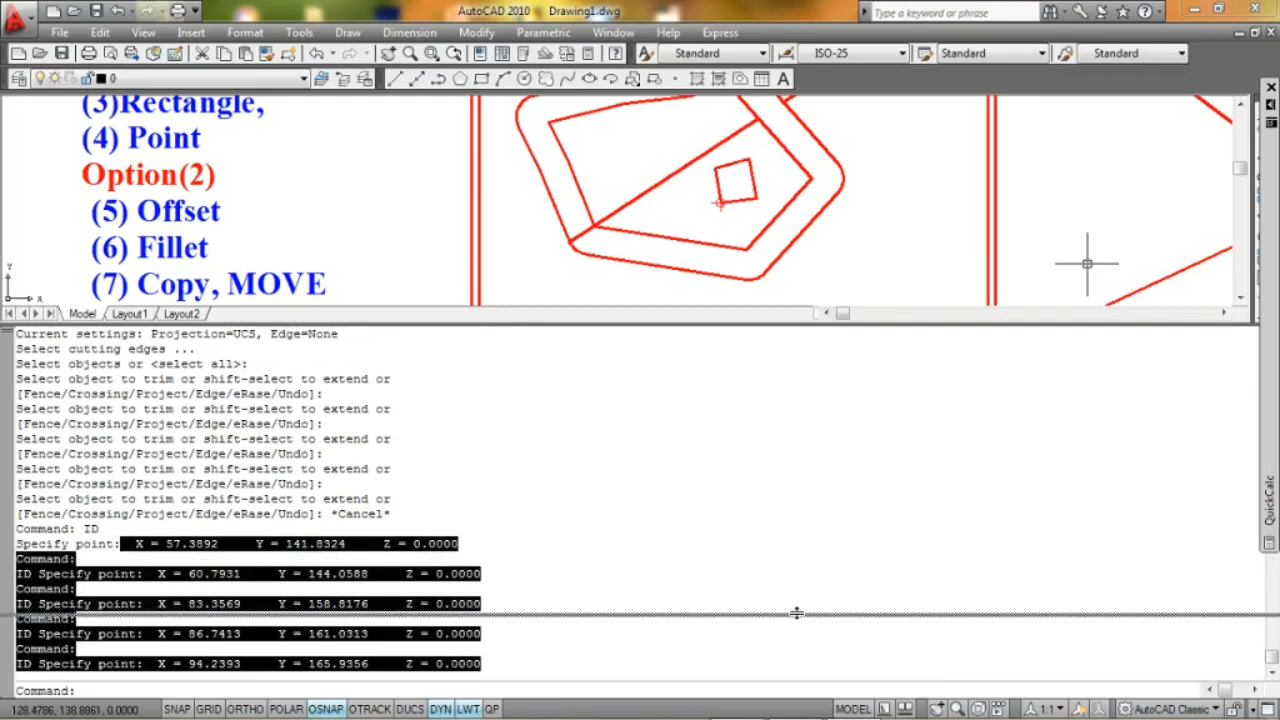 AutoCAD 2010 Drawing1.dwg
Type a keyword or phrase
File Edit View Insert Format Tools Draw Dimension Modify Parametric Window Help Express
Standard ISO-25 Standard Standard
0
(3)Rectangle,
(4) Point
Option(2)
(5) Offset
(6) Fillet
(7) Copy, MOVE
Y
X
Model Layout1 Layout2
QuickCalc
Current settings: Projection=UCS, Edge=None
Select cutting edges ...
Select objects or <select all>:
Select object to trim or shift-select to extend or
[Fence/Crossing/Project/Edge/eRase/Undo]:
Select object to trim or shift-select to extend or
[Fence/Crossing/Project/Edge/eRase/Undo]:
Select object to trim or shift-select to extend or
[Fence/Crossing/Project/Edge/eRase/Undo]:
Select object to trim or shift-select to extend or
[Fence/Crossing/Project/Edge/eRase/Undo]:
Select object to trim or shift-select to extend or
[Fence/Crossing/Project/Edge/eRase/Undo]: *Cancel*
Command: ID
Specify point: X = 57.3892 Y = 141.8324 Z = 0.0000
Command:
ID Specify point: X = 60.7931 Y = 144.0588 Z = 0.0000
Command:
ID Specify point: X = 83.3569 Y = 158.8176 Z = 0.0000
Command:
ID Specify point: X = 86.7413 Y = 161.0313 Z = 0.0000
Command:
ID Specify point: X = 94.2393 Y = 165.9356 Z = 0.0000
Command:
128.4786, 138.8861, 0.0000 SNAP GRID ORTHO POLAR OSNAP OTRACK DUCS DYN LWT QP MODEL 1:1 AutoCAD Classic